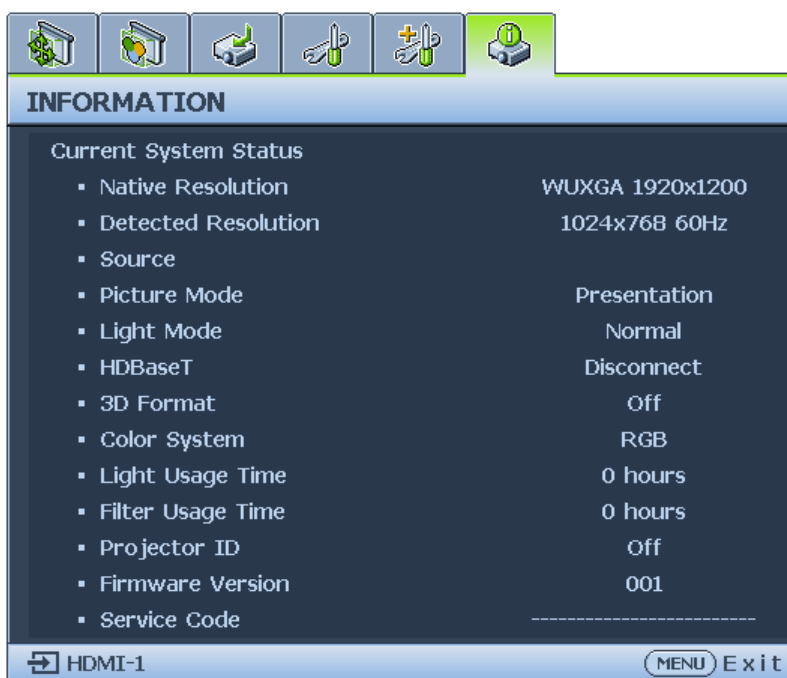 INFORMATION
Current System Status
▪ Native Resolution WUXGA 1920x1200
▪ Detected Resolution 1024x768 60Hz
▪ Source
▪ Picture Mode Presentation
▪ Light Mode Normal
▪ HDBaseT Disconnect
▪ 3D Format Off
▪ Color System RGB
▪ Light Usage Time 0 hours
▪ Filter Usage Time 0 hours
▪ Projector ID Off
▪ Firmware Version 001
▪ Service Code -------------------------
HDMI-1 MENU Exit